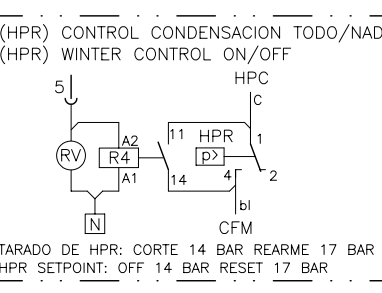 (HPR) CONTROL CONDENSACION TODO/NAD
(HPR) WINTER CONTROL ON/OFF
HPC
5
C
11
HPR
1
A2
RV
R4
p>
A1
14
4
2
N
bl
CFM
TARADO DE HPR: CORTE 14 BAR REARME 17 BAR
HPR SETPOINT: OFF 14 BAR RESET 17 BAR